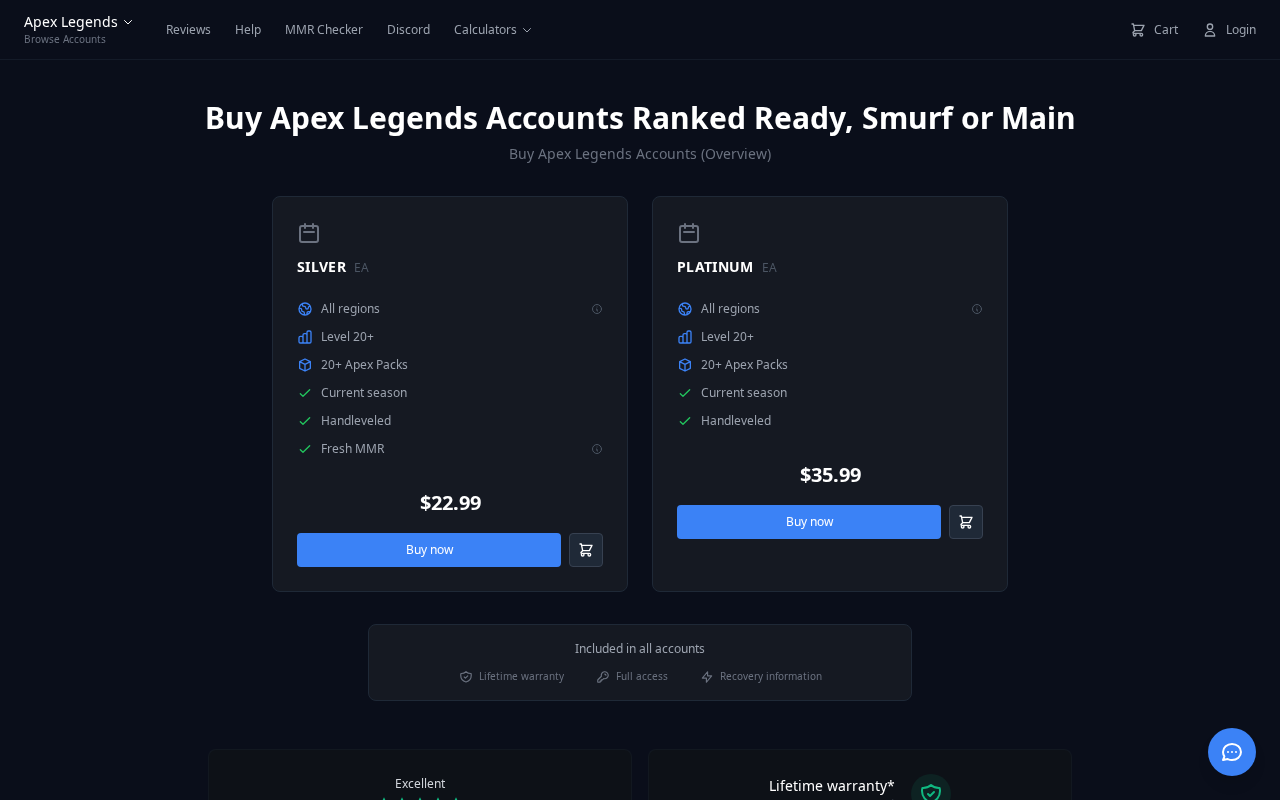 Apex Legends
Browse Accounts
Reviews
Help
MMR Checker
Discord
Calculators
Cart
Login
Buy Apex Legends Accounts Ranked Ready, Smurf or Main
Buy Apex Legends Accounts (Overview)
SILVER EA
All regions
Level 20+
20+ Apex Packs
Current season
Handleveled
Fresh MMR
$22.99
Buy now
PLATINUM EA
All regions
Level 20+
20+ Apex Packs
Current season
Handleveled
$35.99
Buy now
Included in all accounts
Lifetime warranty
Full access
Recovery information
Excellent
Lifetime warranty*